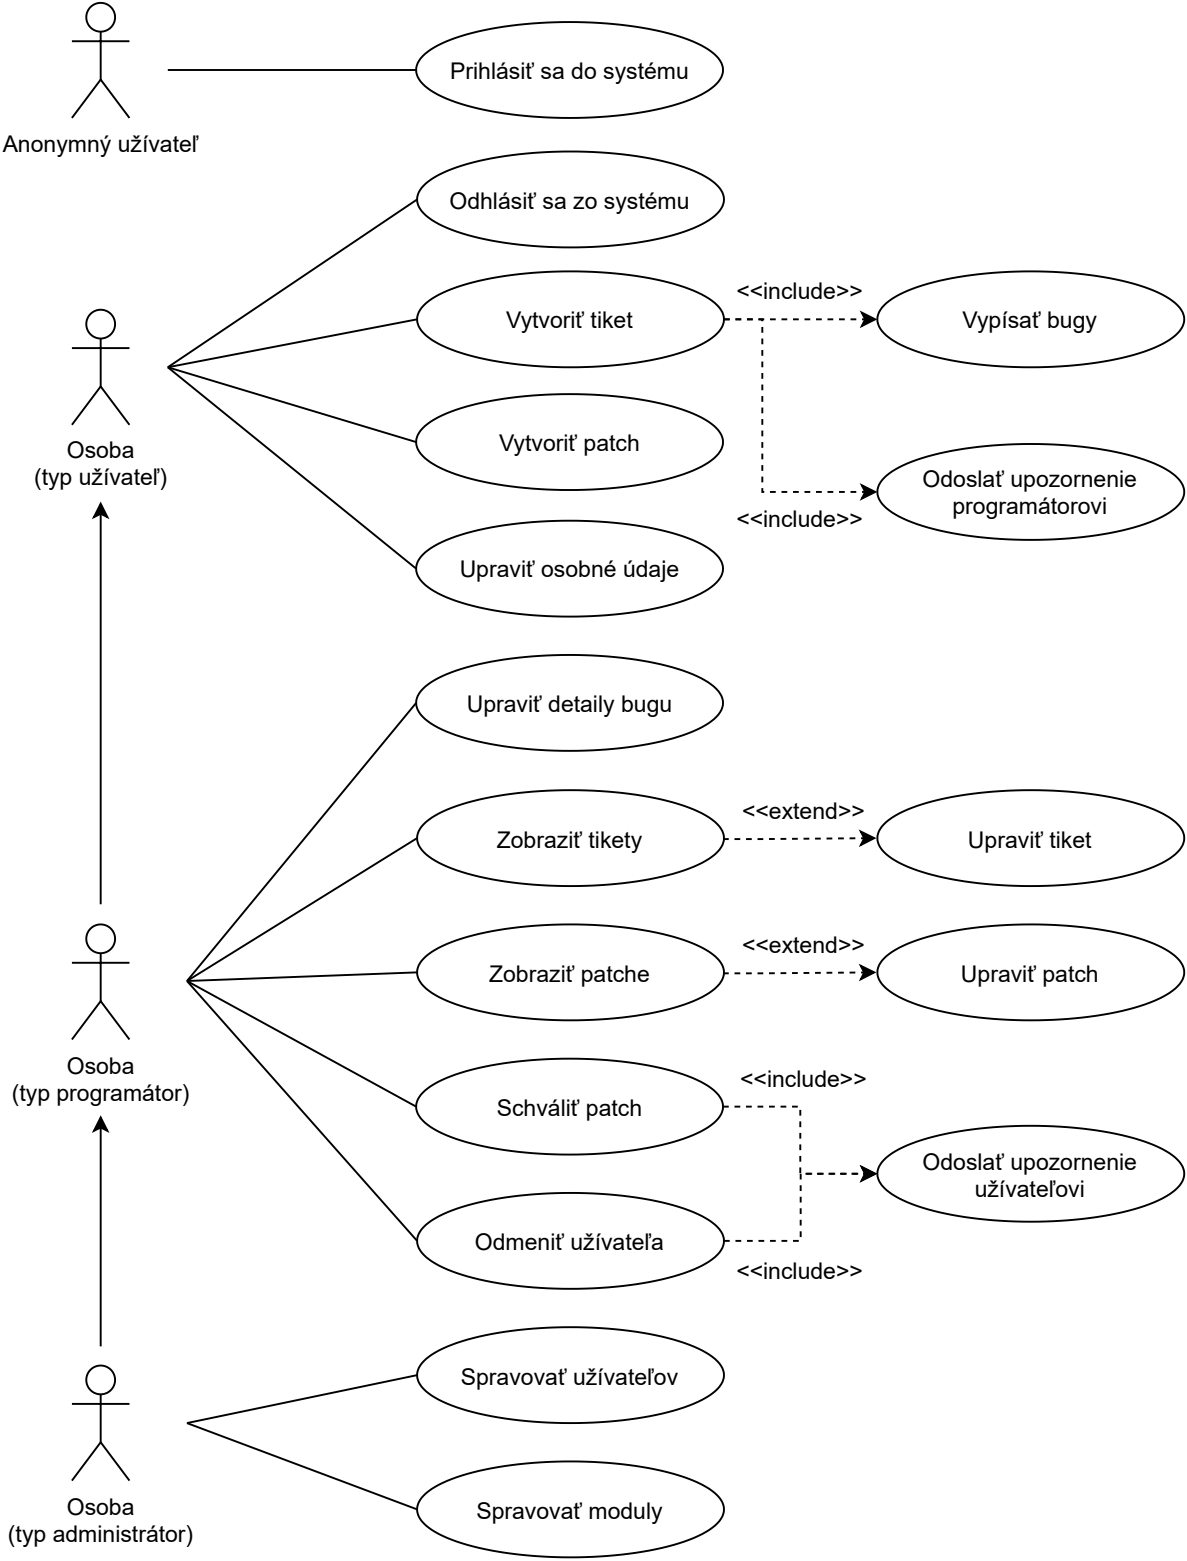 Prihlásiť sa do systému
Anonymný užívateľ
Odhlásiť sa zo systému
<<include>>
Vytvoriť tiket
Vypísať bugy
Osoba
(typ užívateľ)
Vytvoriť patch
Odoslať upozornenie
programátorovi
<<include>>
Upraviť osobné údaje
Upraviť detaily bugu
<<extend>>
Zobraziť tikety
Upraviť tiket
<<extend>>
Zobraziť patche
Upraviť patch
Osoba
(typ programátor)
<<include>>
Schváliť patch
Odoslať upozornenie
užívateľovi
Odmeniť užívateľa
<<include>>
Spravovať užívateľov
Osoba
(typ administrátor)
Spravovať moduly